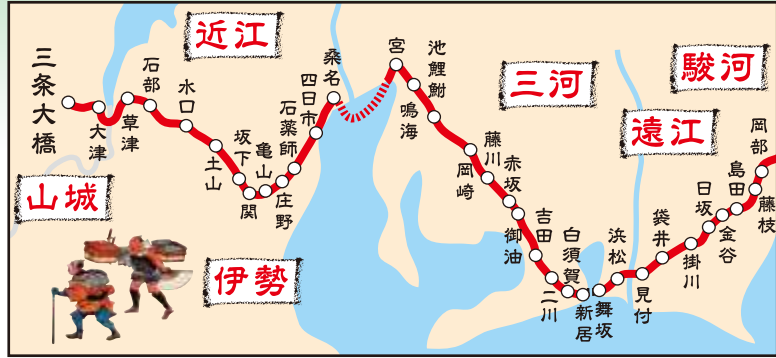 三条大橋
大津
草津
石部
水口
土山
坂下
関
亀山
庄野
石薬師
四日市
桑名
宮
鳴海
池鯉鮒
岡崎
藤川
赤坂
御油
吉田
二川
白須賀
新居
舞坂
浜松
見付
袋井
掛川
日坂
金谷
島田
藤枝
岡部
山城
近江
伊勢
三河
遠江
駿河